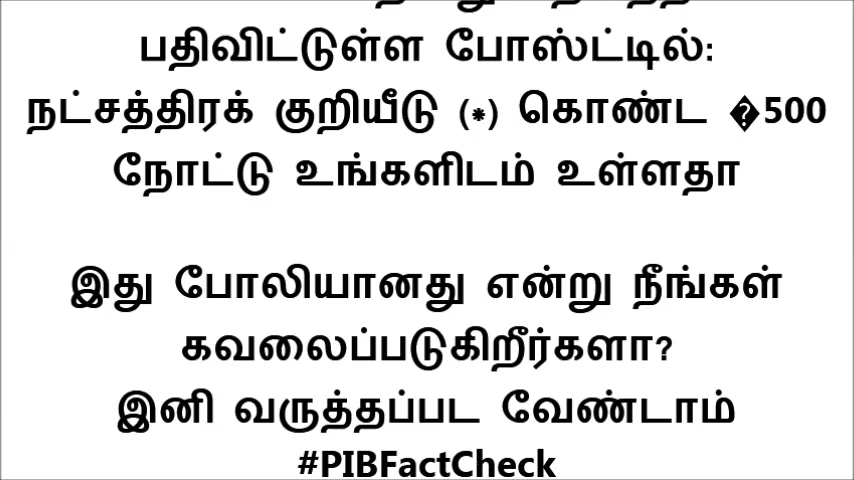 பதிவிட்டுள்ள போஸ்ட்டில்:
நட்சத்திரக் குறியீடு (*) கொண்ட �500
நோட்டு உங்களிடம் உள்ளதா
இது போலியானது என்று நீங்கள்
கவலைப்படுகிறீர்களா?
இனி வருத்தப்பட வேண்டாம்
#PIBFactCheck